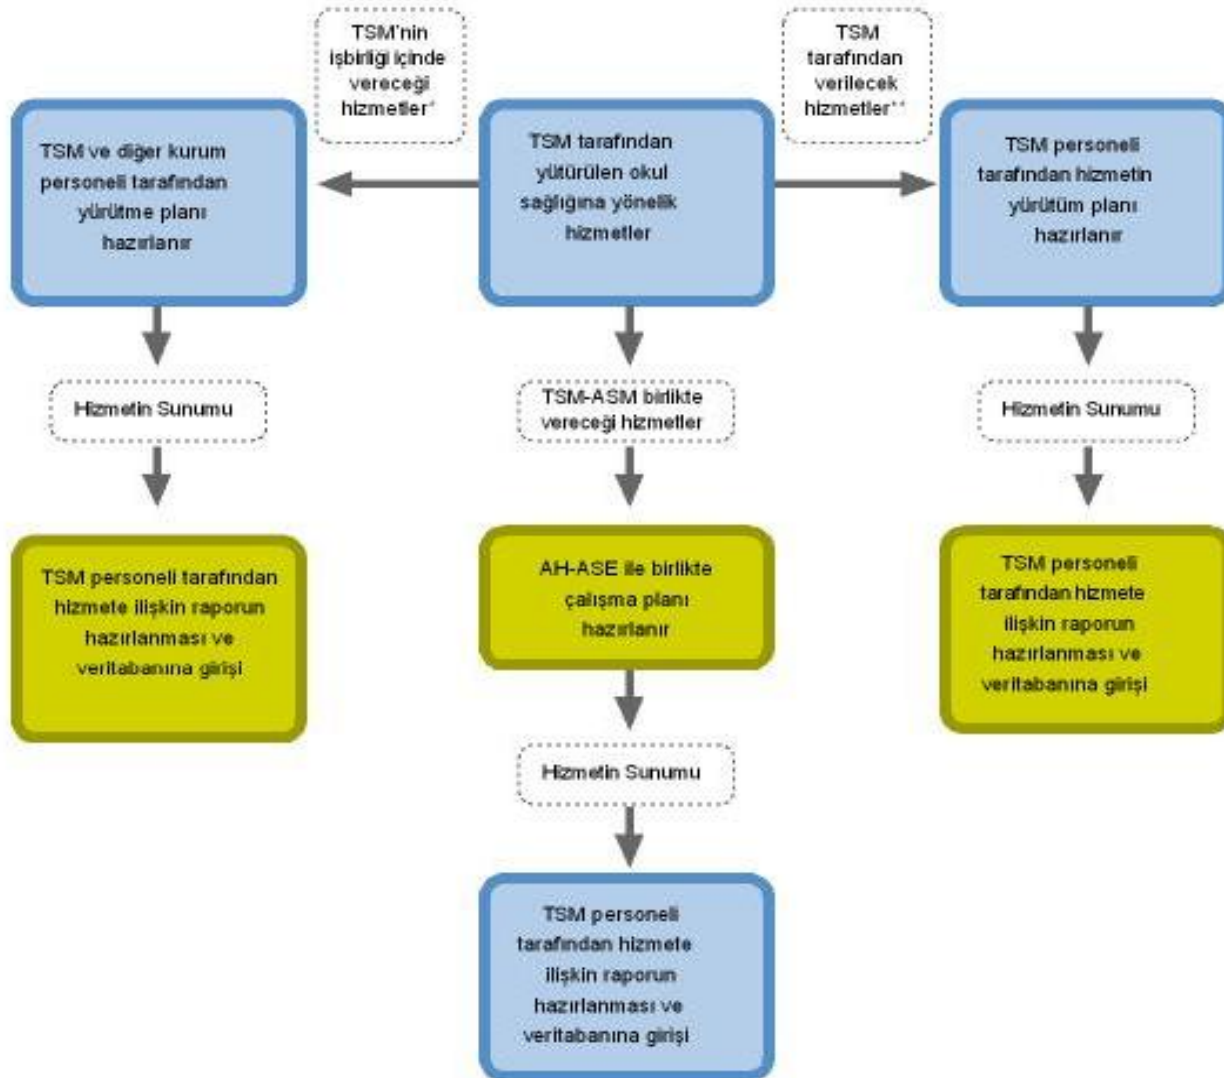 TSM'nin
işbirliği içinde
vereceği
hizmetler*
TSM
tarafından
verilecek
hizmetler**
TSM ve diğer kurum
personeli tarafından
yürütme planı
hazırlanır
TSM tarafından
yütürülen okul
sağlığına yönelik
hizmetler
TSM personeli
tarafından hizmetin
yürütüm planı
hazırlanır
Hizmetin Sunumu
TSM-ASM birlikte
vereceği hizmetler
Hizmetin Sunumu
TSM personeli tarafından
hizmete ilişkin raporun
hazırlanması ve
veritabanına girişi
AH-ASE ile birlikte
çalışma planı
hazırlanır
TSM personeli
tarafından hizmete
ilişkin raporun
hazırlanması ve
veritabanına girişi
Hizmetin Sunumu
TSM personeli
tarafından hizmete
ilişkin raporun
hazırlanması ve
veritabanına girişi